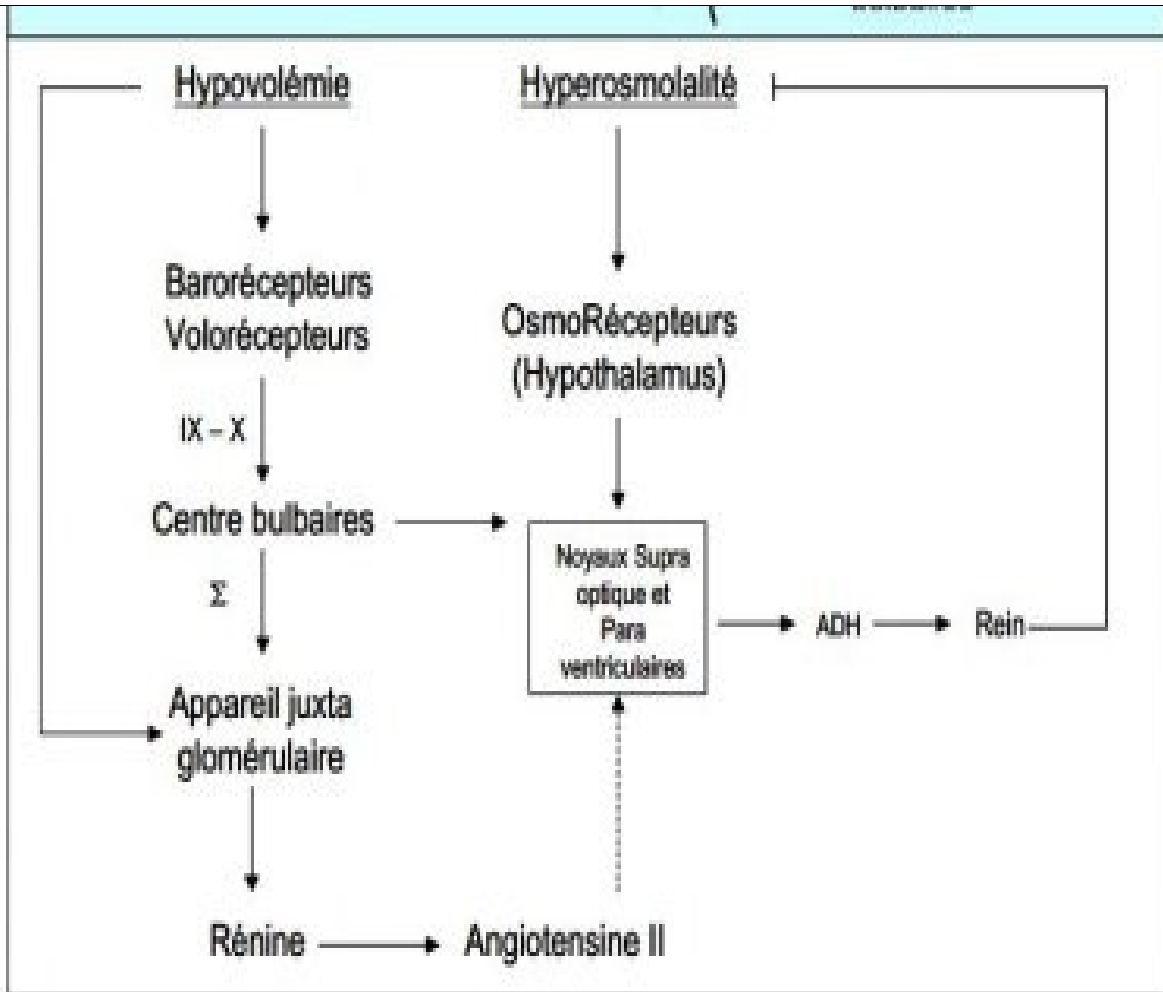 Hypovolémie
Hyperosmolalité
Barorécepteurs
Volorécepteurs
OsmoRécepteurs
(Hypothalamus)
IX – X
Centre bulbaires
Noyaux Supra
optique et
Para
ventriculaires
Σ
ADH
Rein
Appareil juxta
glomérulaire
Rénine
Angiotensine II